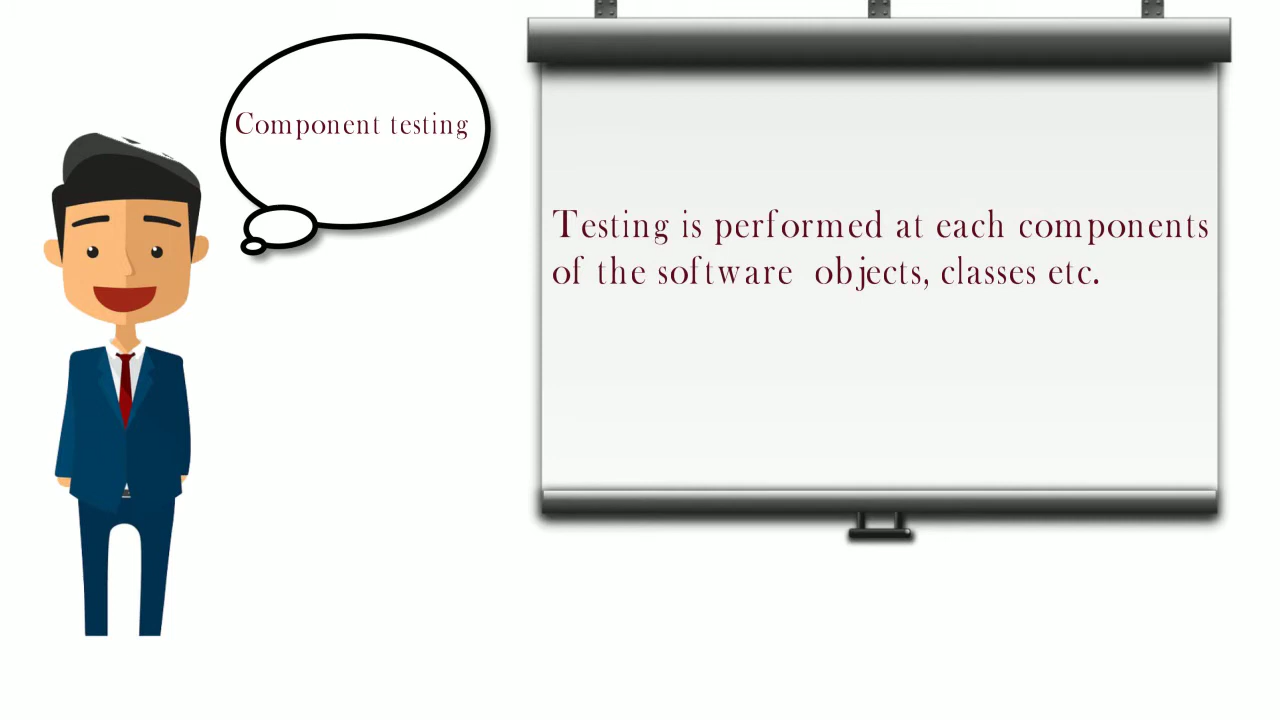 Component testing
Testing is performed at each components
of the software objects, classes etc.